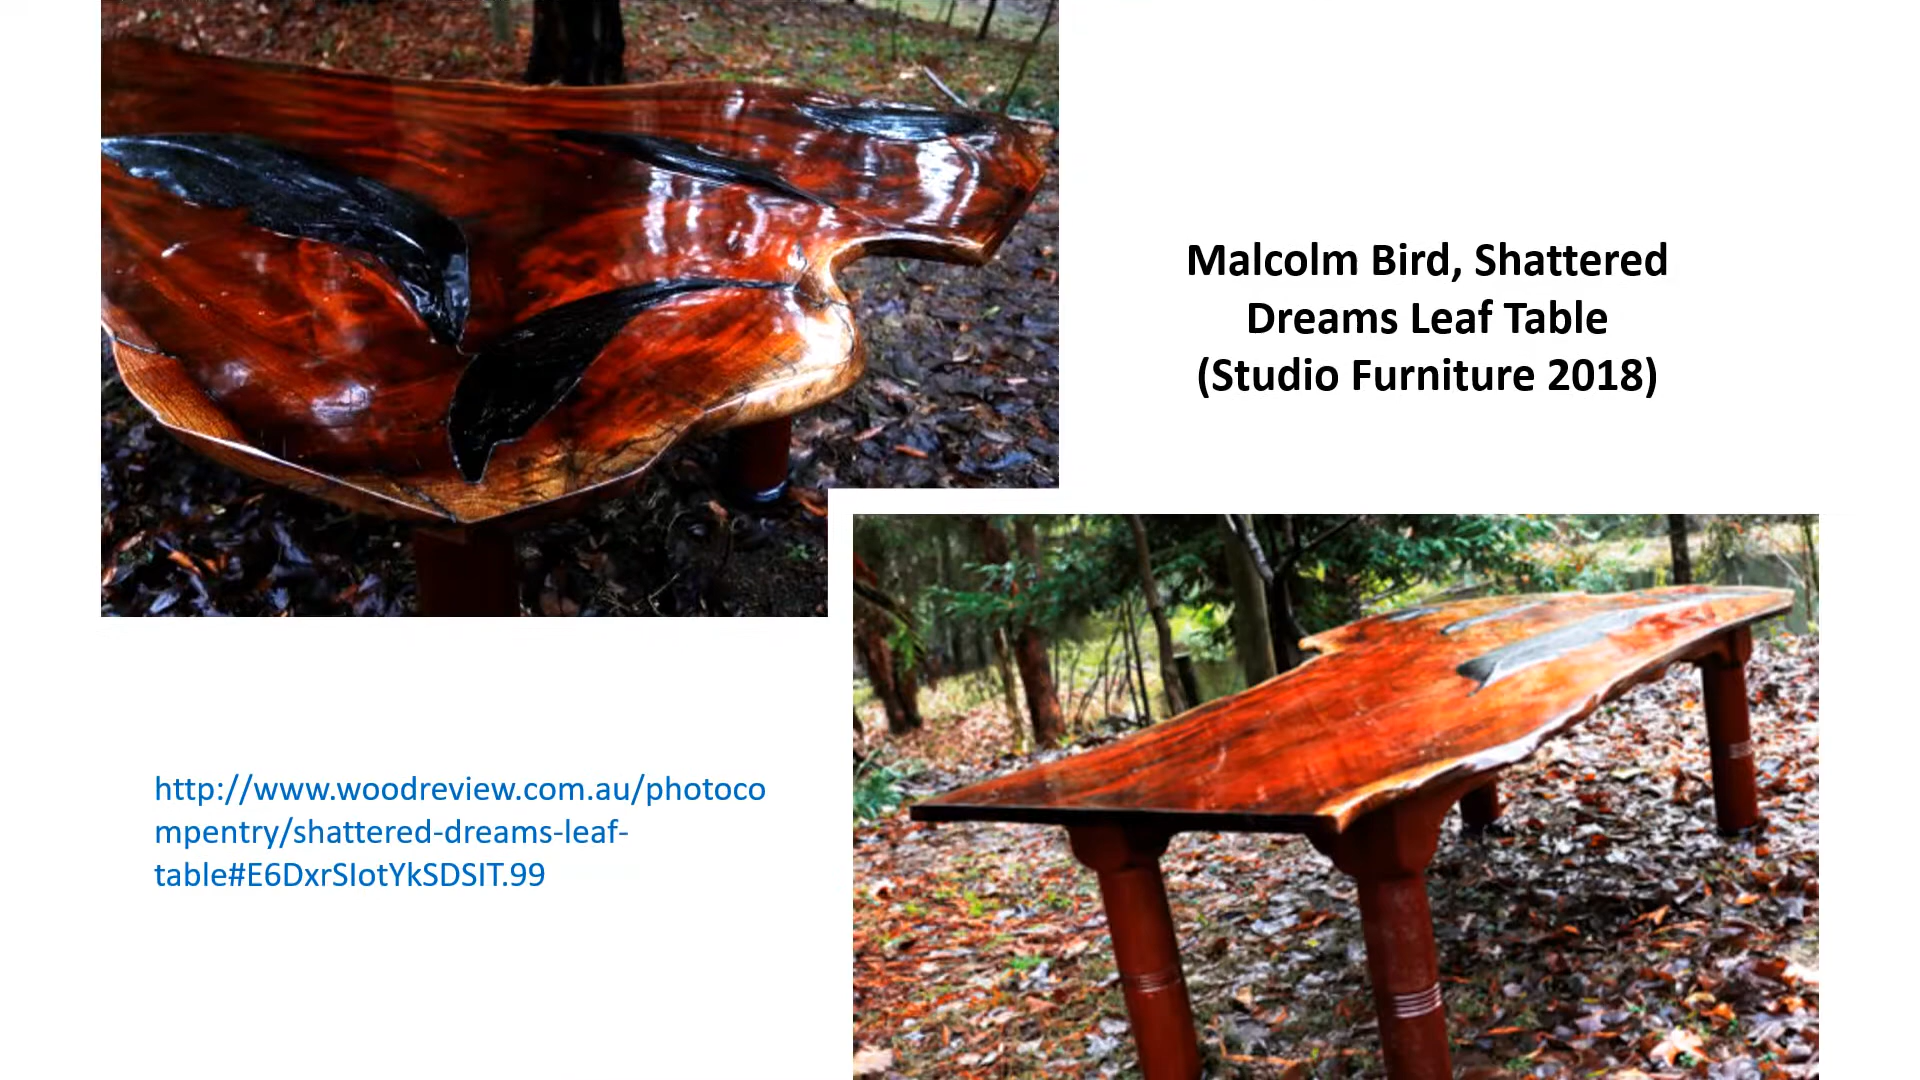 Malcolm Bird, Shattered
Dreams Leaf Table
(Studio Furniture 2018)
http://www.woodreview.com.au/photoco
mpentry/shattered-dreams-leaf-
table#E6DxrSIotYkSDSIT.99